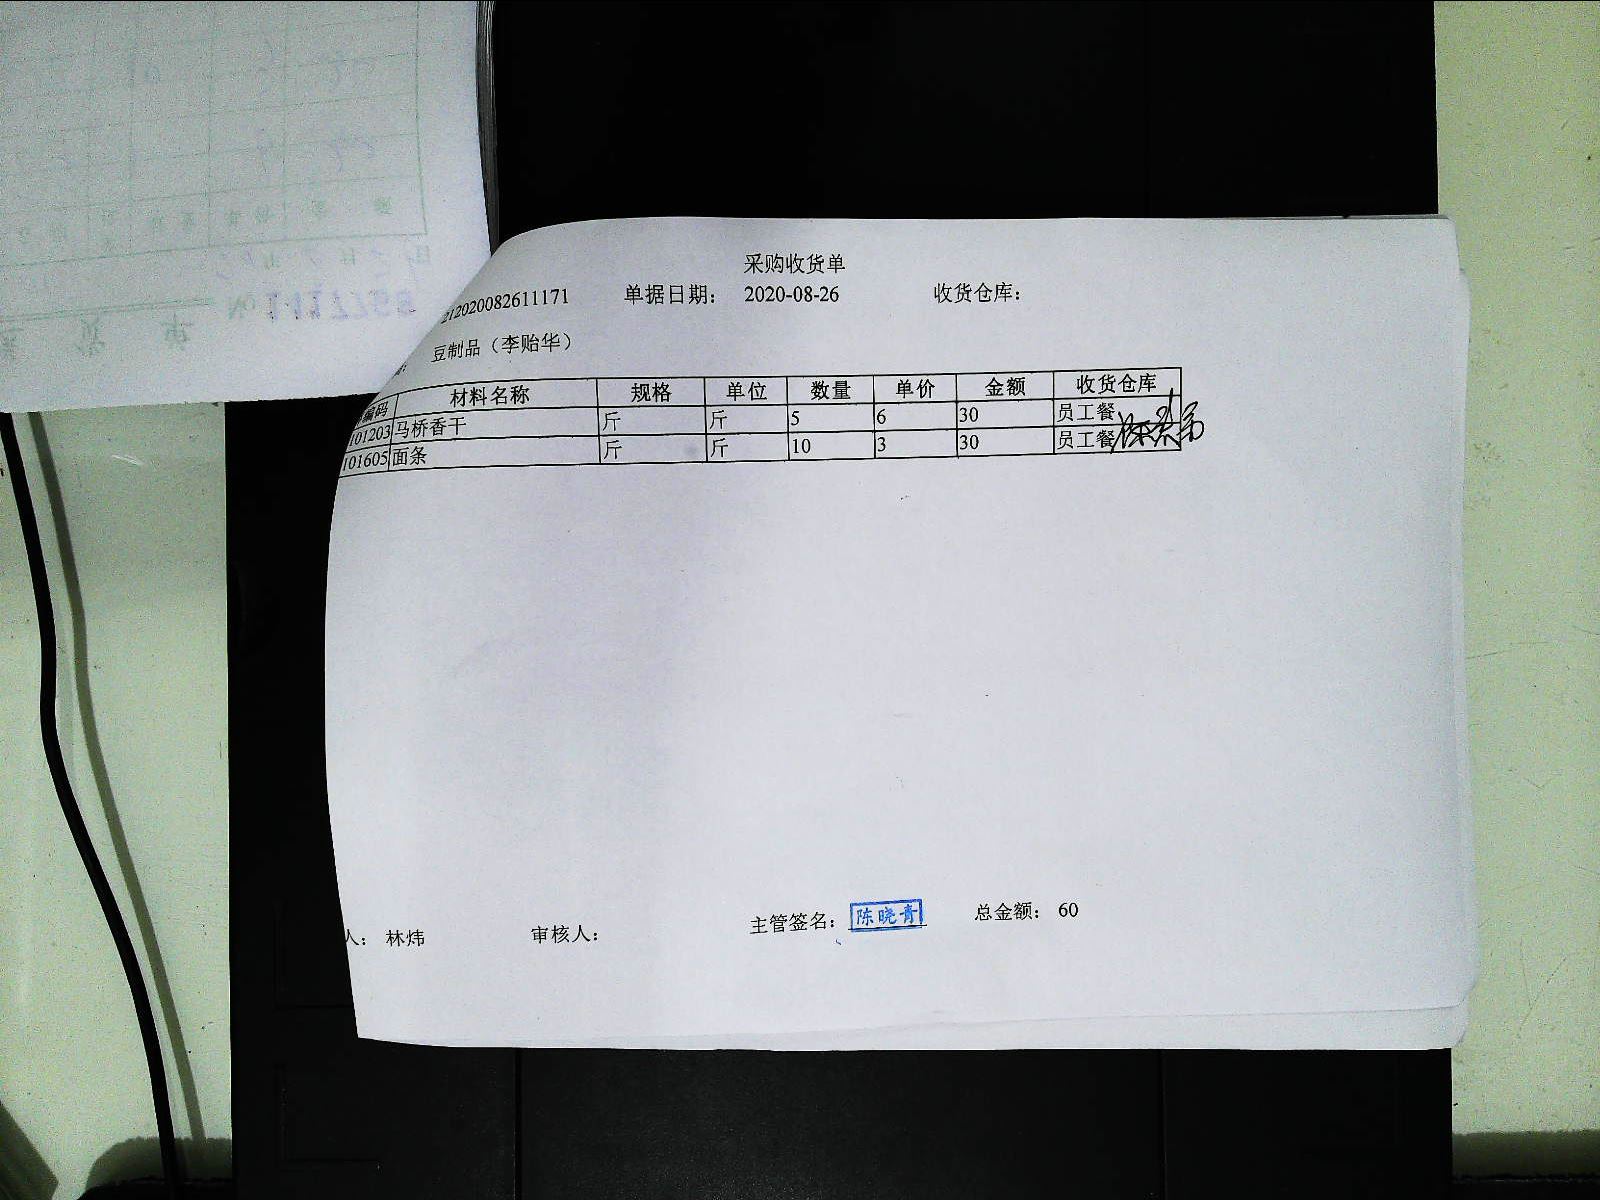 采购收货单
212020082611171 单据日期： 2020-08-26 收货仓库：
豆制品（李贻华）
编码 材料名称 规格 单位 数量 单价 金额 收货仓库
101203 马桥香干 斤 斤 5 6 30 员工餐
101605 面条 斤 斤 10 3 30 员工餐
人： 林炜 审核人： 主管签名： 陈晓青 总金额： 60